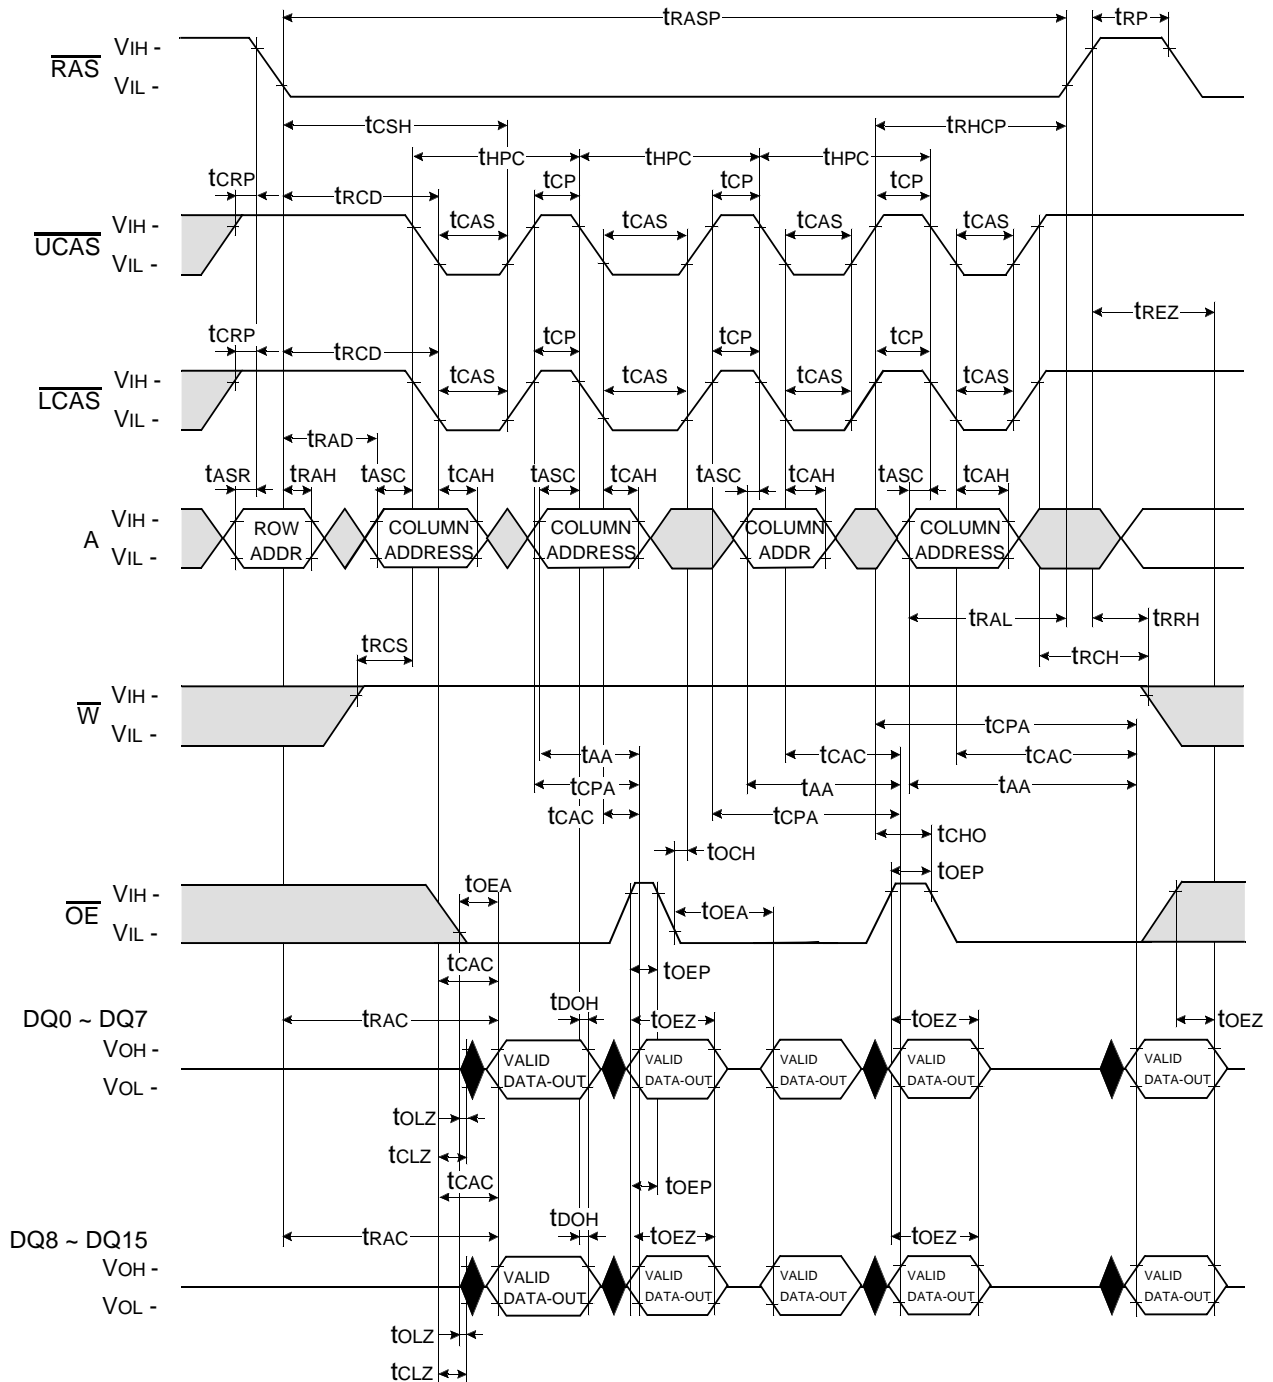 tRASP
tRP
RAS
VIH -
VIL -
tCSH
tRHCP
tHPC
tHPC
tHPC
tCRP
tRCD
tCP
tCP
tCP
UCAS
VIH -
VIL -
tCAS
tCAS
tCAS
tCAS
tREZ
tCRP
tRCD
tCP
tCP
tCP
LCAS
VIH -
VIL -
tCAS
tCAS
tCAS
tCAS
tRAD
tASR
tRAH
tASC
tCAH
tASC
tCAH
tASC
tCAH
tASC
tCAH
A
VIH -
VIL -
ROW
ADDR
COLUMN
ADDRESS
COLUMN
ADDRESS
COLUMN
ADDR
COLUMN
ADDRESS
tRAL
tRRH
tRCS
tRCH
W
VIH -
VIL -
tCPA
tAA
tCAC
tCAC
tCPA
tAA
tAA
tCAC
tCPA
tCHO
tOCH
tOEP
OE
VIH -
VIL -
tOEA
tOEA
tCAC
tOEP
DQ0 ~ DQ7
tRAC
tDOH
tOEZ
tOEZ
tOEZ
VOH -
VOL -
VALID
DATA-OUT
VALID
DATA-OUT
VALID
DATA-OUT
VALID
DATA-OUT
VALID
DATA-OUT
tOLZ
tCLZ
tCAC
tOEP
DQ8 ~ DQ15
tRAC
tDOH
tOEZ
tOEZ
VOH -
VOL -
VALID
DATA-OUT
VALID
DATA-OUT
VALID
DATA-OUT
VALID
DATA-OUT
VALID
DATA-OUT
tOLZ
tCLZ